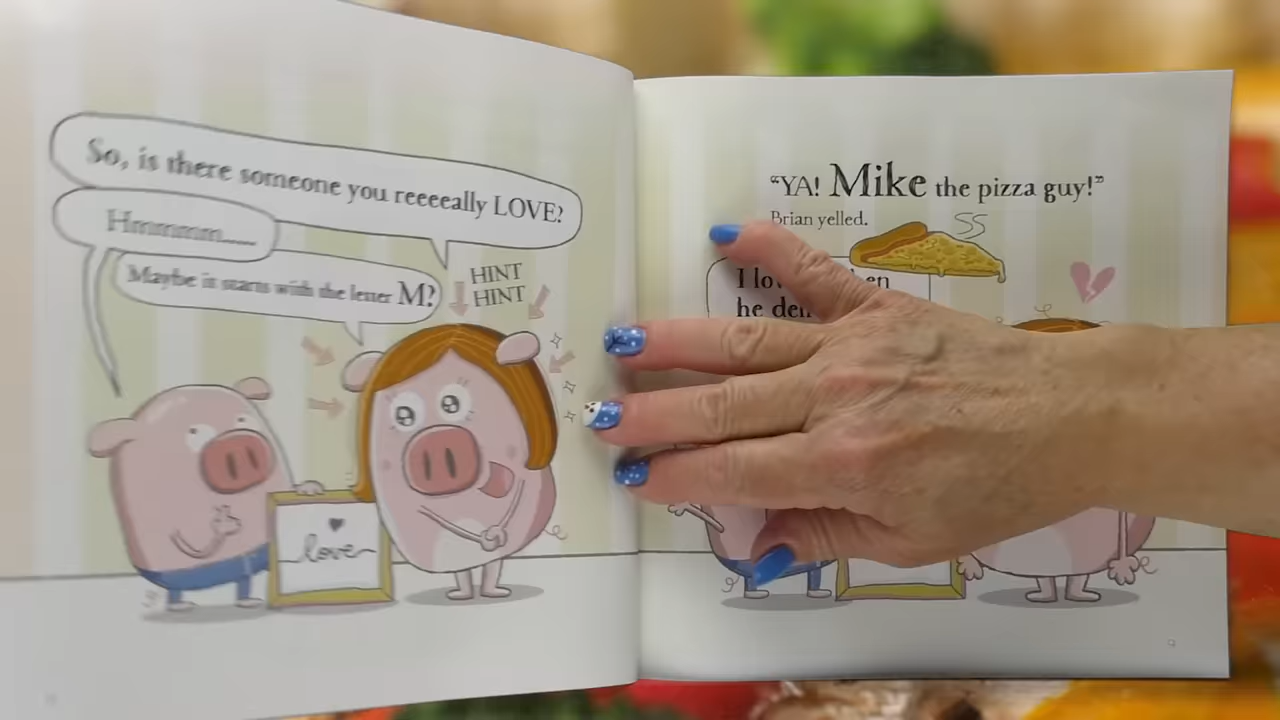 So, is there someone you reeeeally LOVE?
Hmmmm.....
Maybe it starts with the letter M?
HINT
HINT
love
"YA! Mike the pizza guy!"
Brian yelled.
I
he